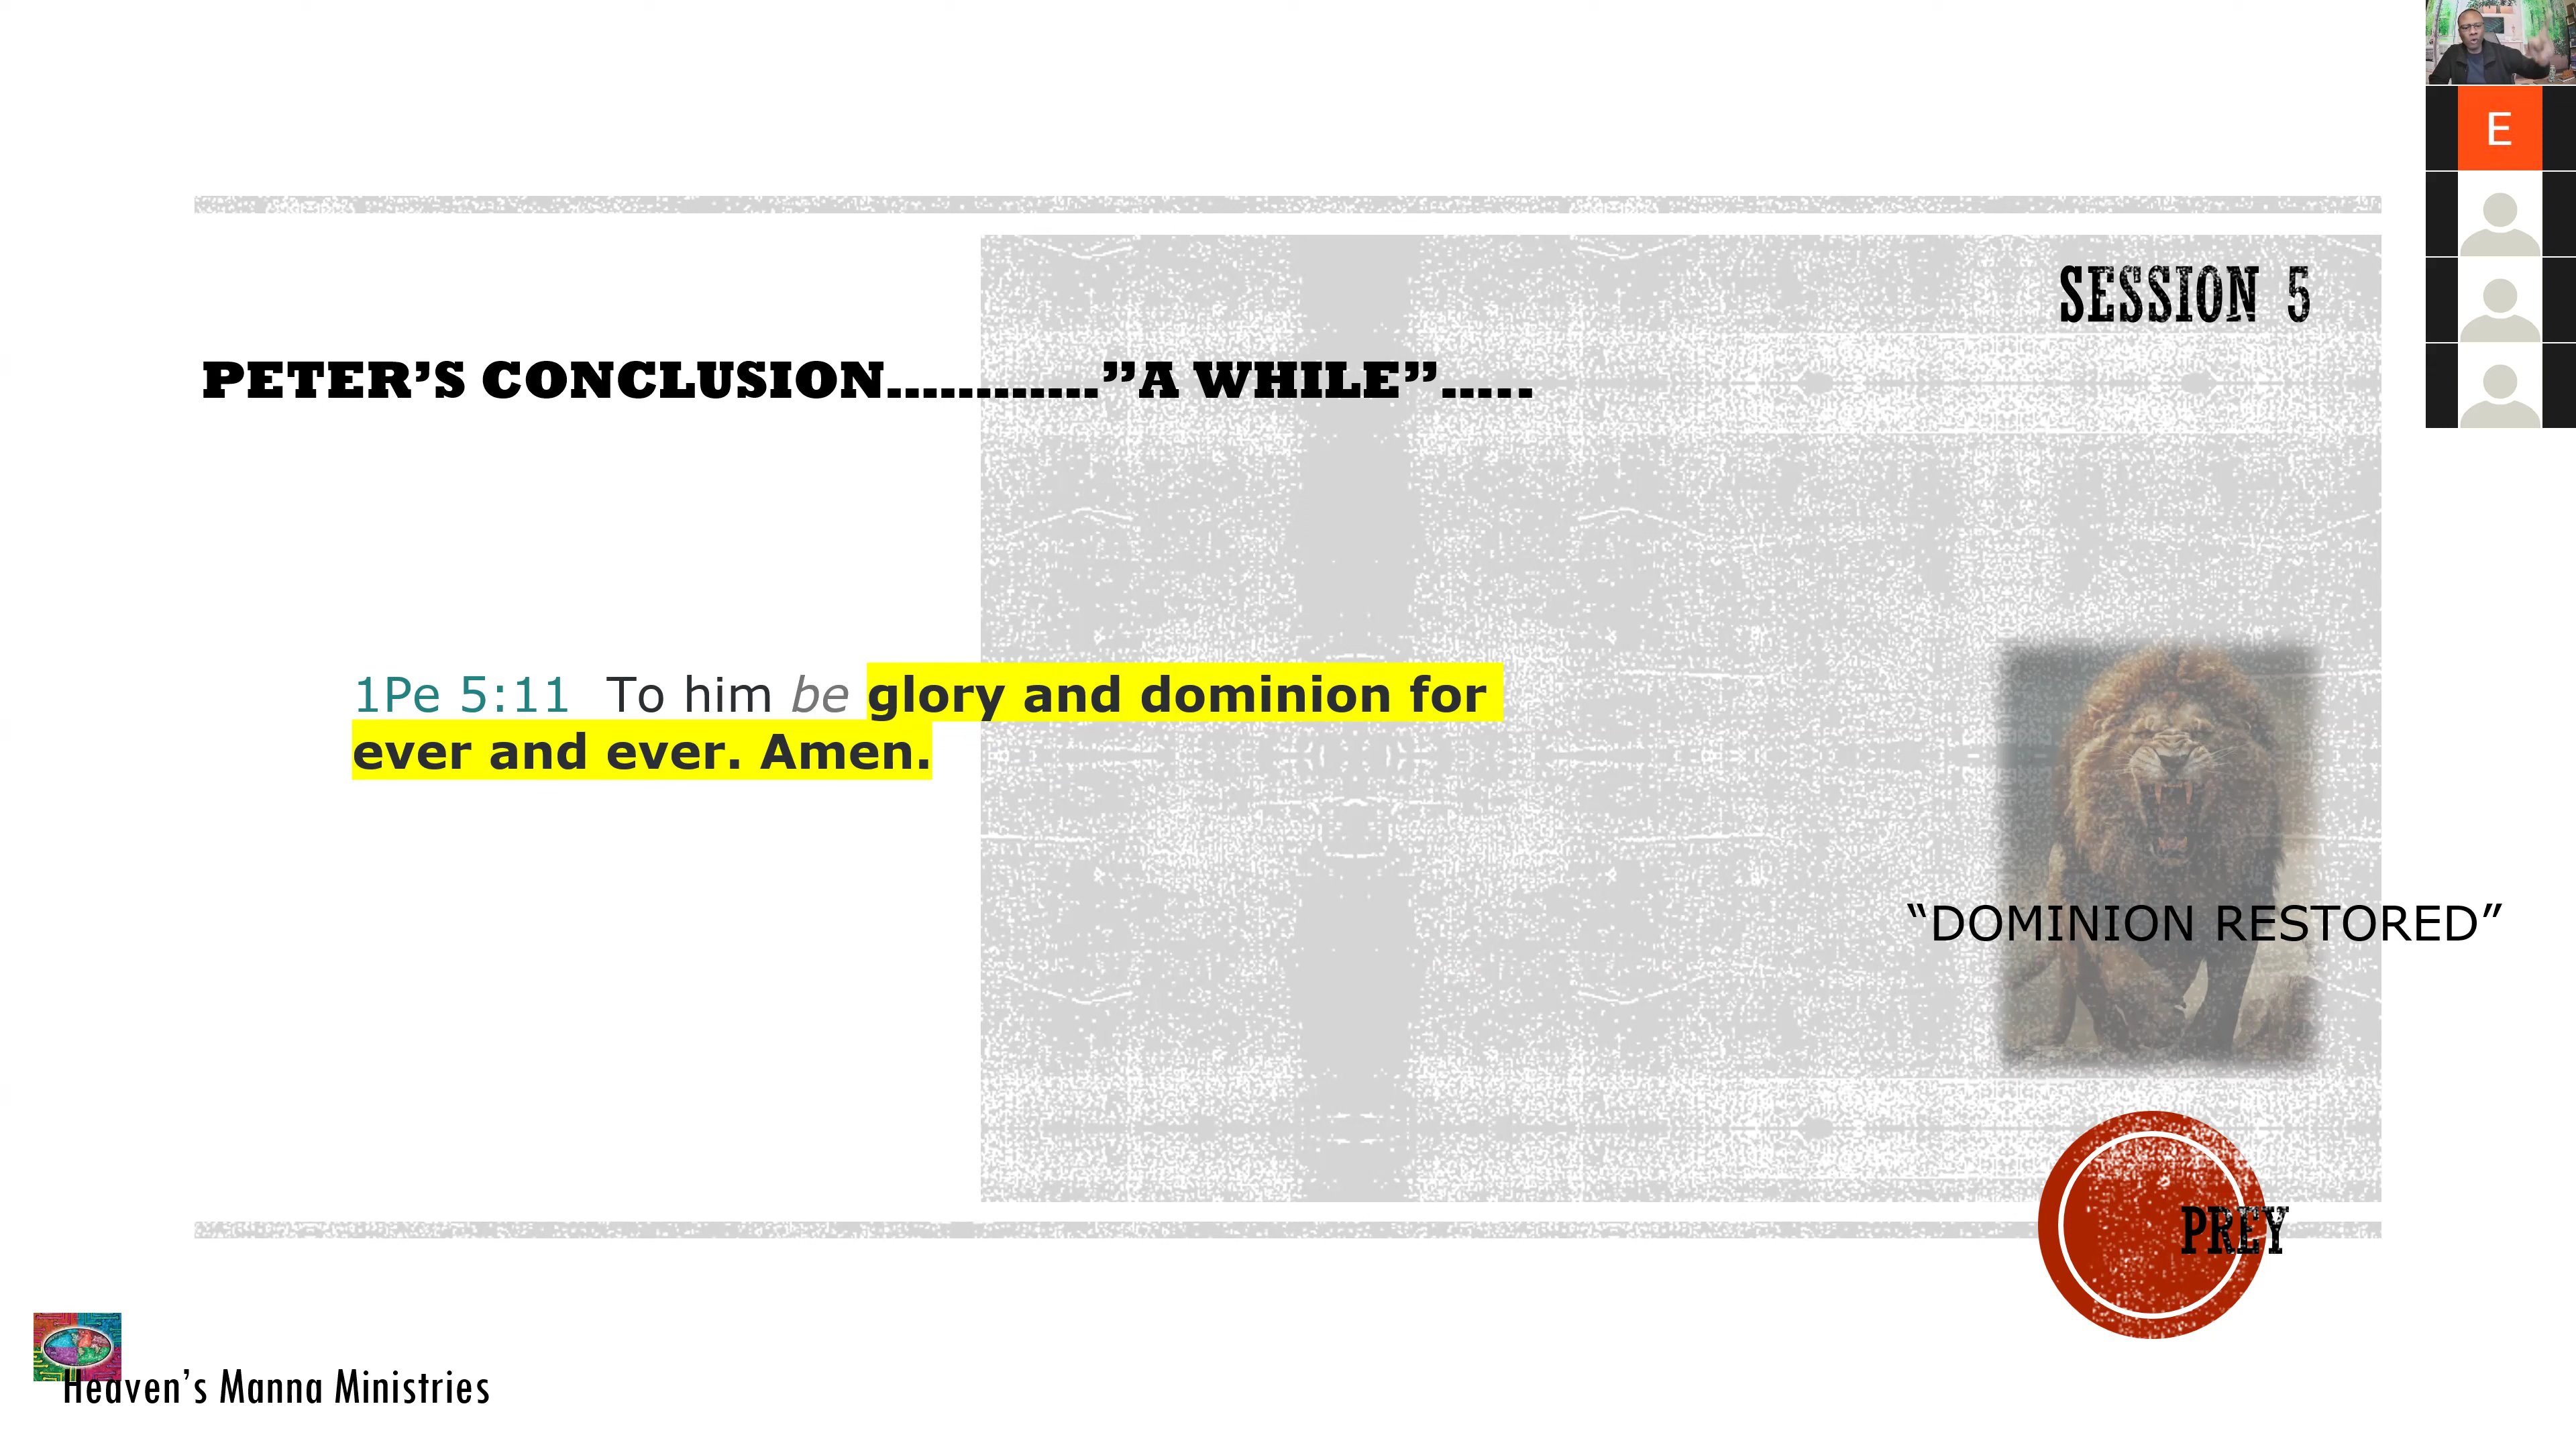 E
SESSION 5
PETER’S CONCLUSION............”A WHILE”.....
1Pe 5:11 To him be glory and dominion for
ever and ever. Amen.
“DOMINION RESTORED”
PREY
Heaven’s Manna Ministries